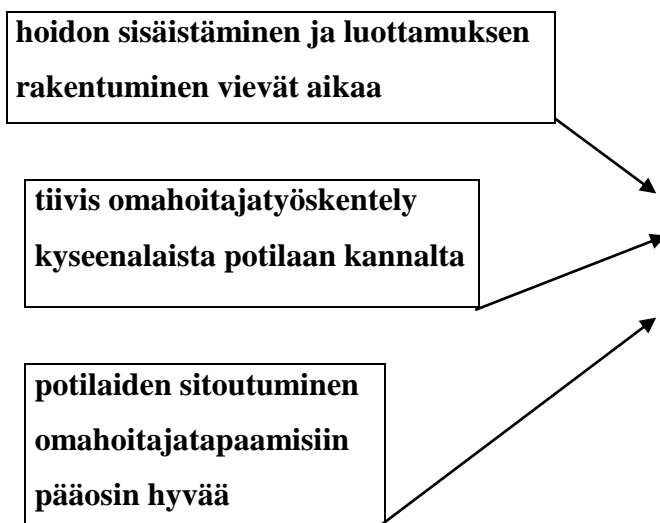 hoidon sisäistäminen ja luottamuksen
rakentuminen vievät aikaa
tiivis omahoitajatyöskentely
kyseenalaista potilaan kannalta
potilaiden sitoutuminen
omahoitajatapaamisiin
pääosin hyvää